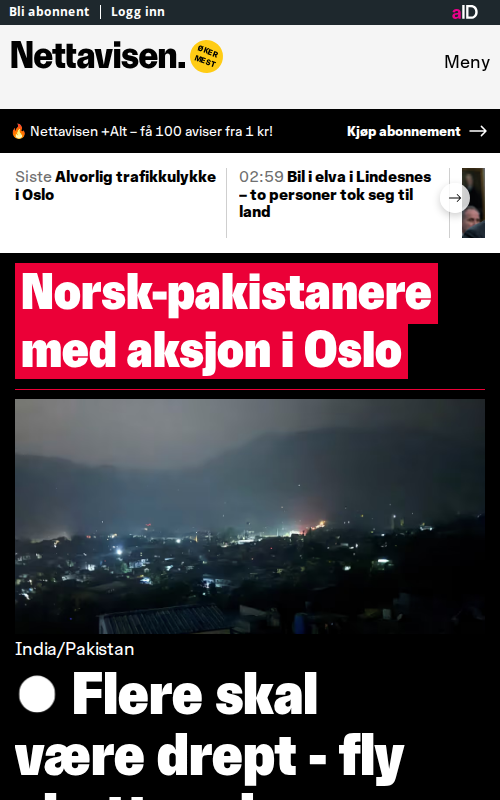 Bli abonnent | Logg inn
aID
Nettavisen.
ØKER
MEST
Meny
🔥 Nettavisen +Alt – få 100 aviser fra 1 kr!
Kjøp abonnement →
Siste Alvorlig trafikkulykke
i Oslo
02:59 Bil i elva i Lindesnes
– to personer tok seg til
land
Norsk-pakistanere
med aksjon i Oslo
India/Pakistan
Flere skal
være drept - fly